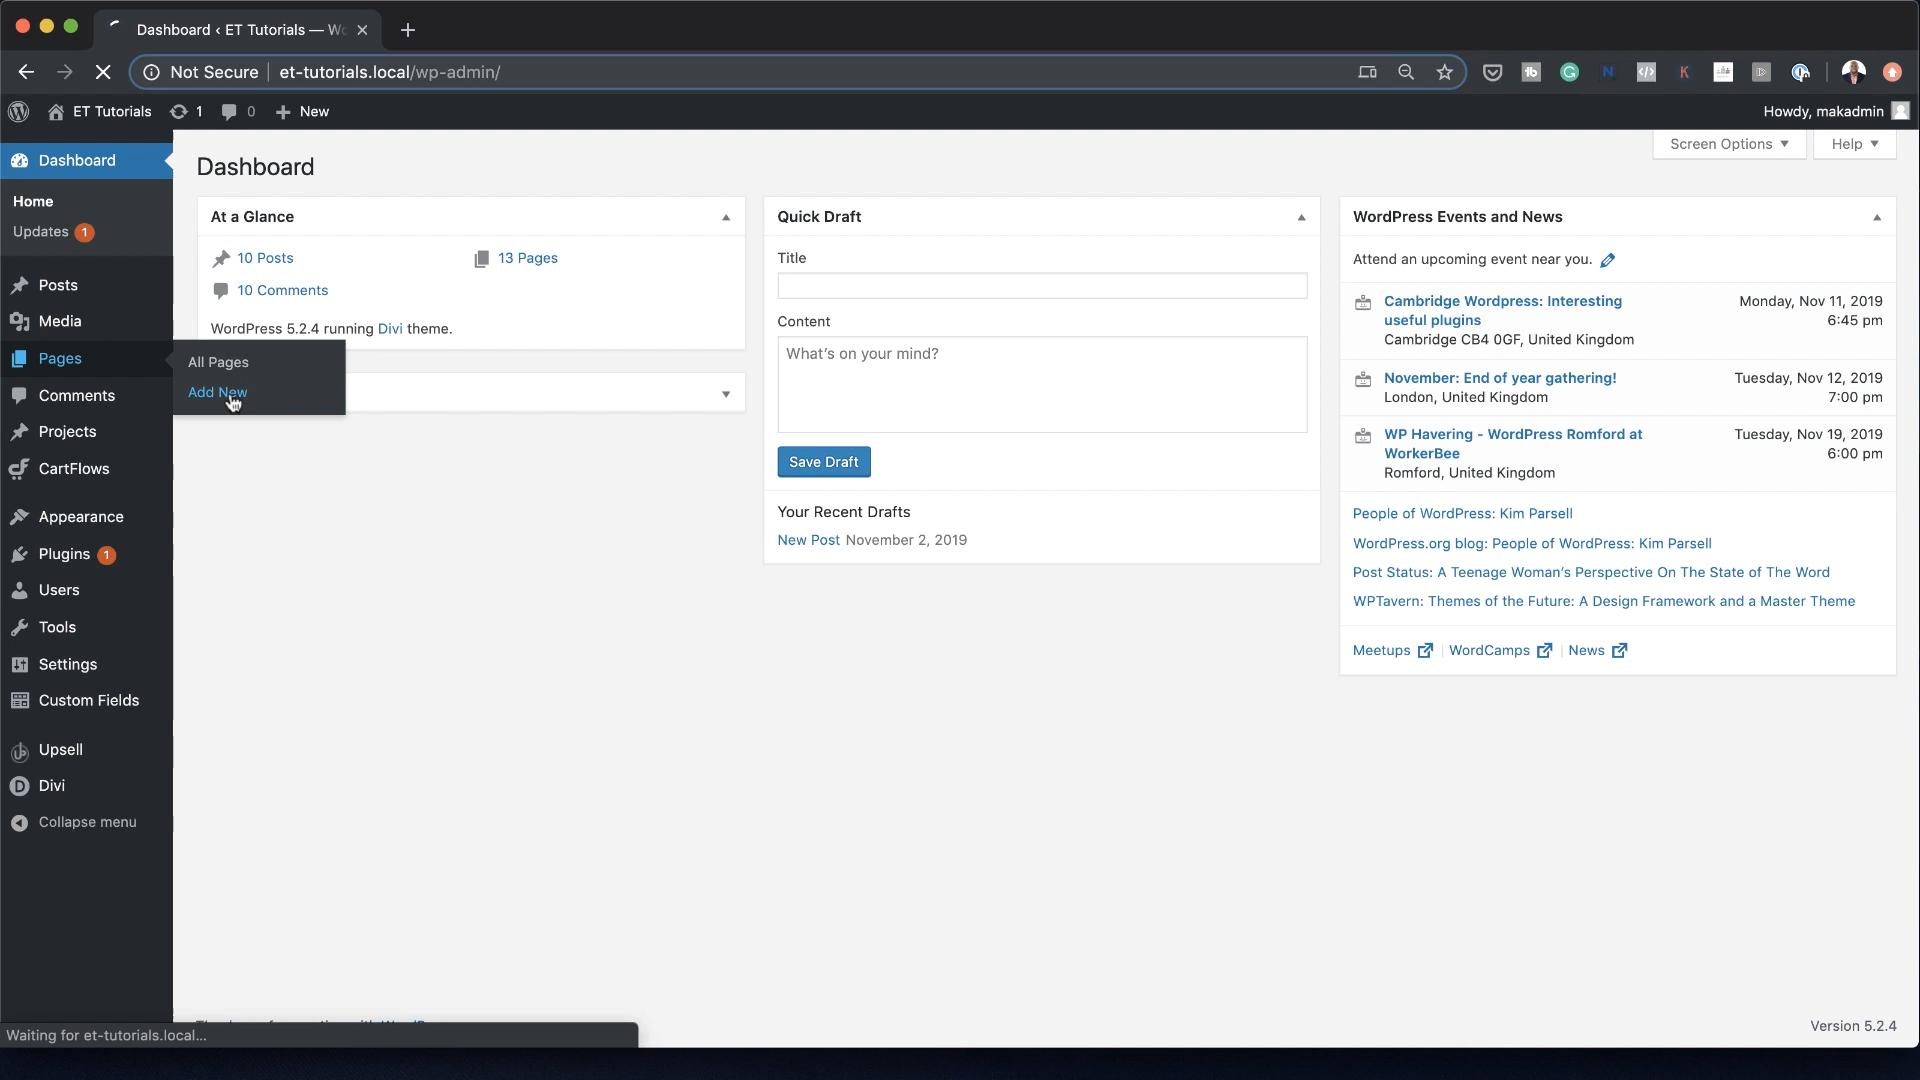 Dashboard ‹ ET Tutorials — Wo
Not Secure
et-tutorials.local/wp-admin/
ET Tutorials
1
0
New
Howdy, makadmin
Dashboard
Home
Updates 1
Posts
Media
Pages
Comments
Projects
CartFlows
Appearance
Plugins 1
Users
Tools
Settings
Custom Fields
Upsell
Divi
Collapse menu
All Pages
Add New
Dashboard
Screen Options
Help
At a Glance
10 Posts
13 Pages
10 Comments
WordPress 5.2.4 running Divi theme.
Quick Draft
Title
Content
What's on your mind?
Save Draft
Your Recent Drafts
New Post November 2, 2019
WordPress Events and News
Attend an upcoming event near you.
Cambridge Wordpress: Interesting
useful plugins
Cambridge CB4 0GF, United Kingdom
Monday, Nov 11, 2019
6:45 pm
November: End of year gathering!
London, United Kingdom
Tuesday, Nov 12, 2019
7:00 pm
WP Havering - WordPress Romford at
WorkerBee
Romford, United Kingdom
Tuesday, Nov 19, 2019
6:00 pm
People of WordPress: Kim Parsell
WordPress.org blog: People of WordPress: Kim Parsell
Post Status: A Teenage Woman's Perspective On The State of The Word
WPTavern: Themes of the Future: A Design Framework and a Master Theme
Meetups
WordCamps
News
Version 5.2.4
Waiting for et-tutorials.local...